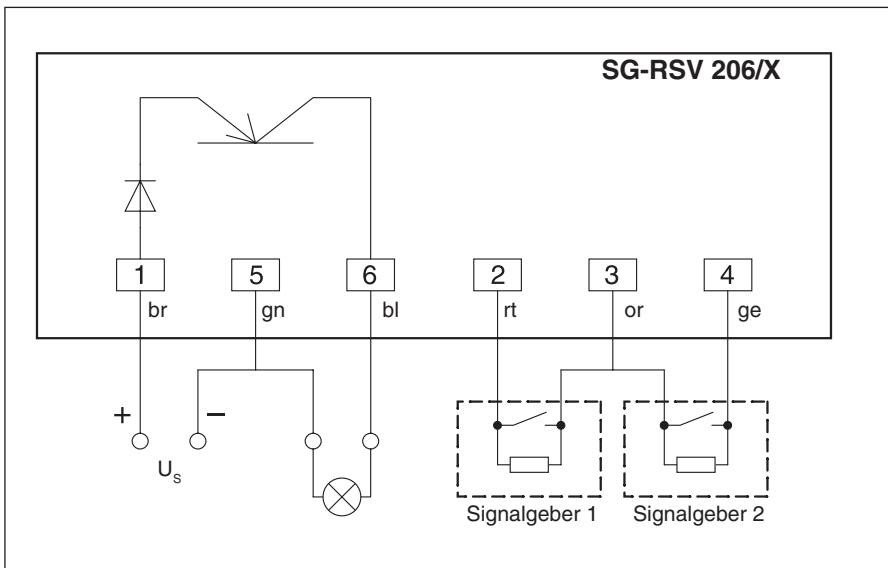 SG-RSV 206/X
1 5 6 2 3 4
br gn bl rt or ge
+ −
Us
Signalgeber 1 Signalgeber 2